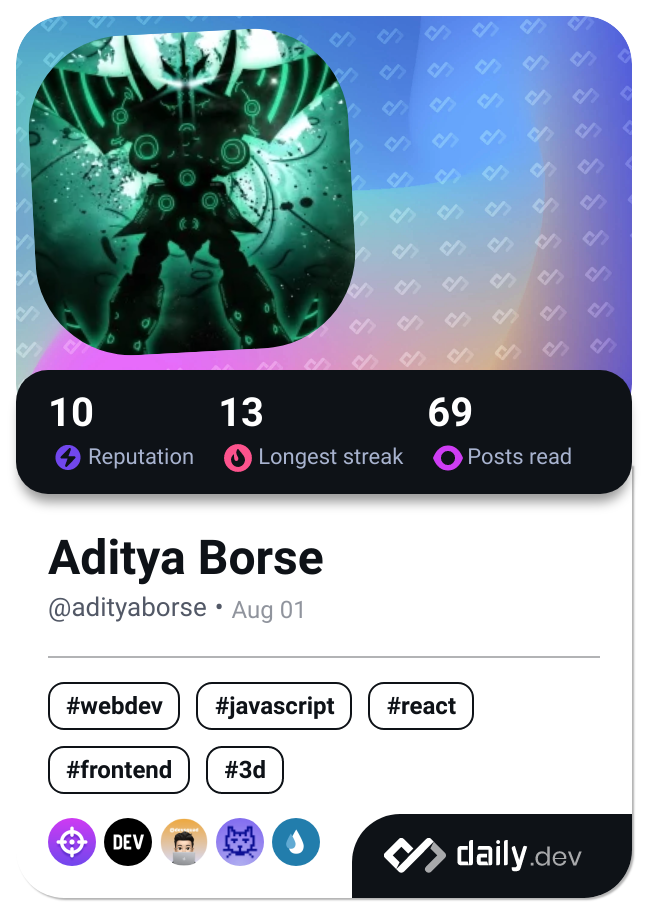 10 13 69
Reputation Longest streak Posts read
Aditya Borse
@adityaborse • Aug 01
#webdev #javascript #react
#frontend #3d
DEV
daily.dev